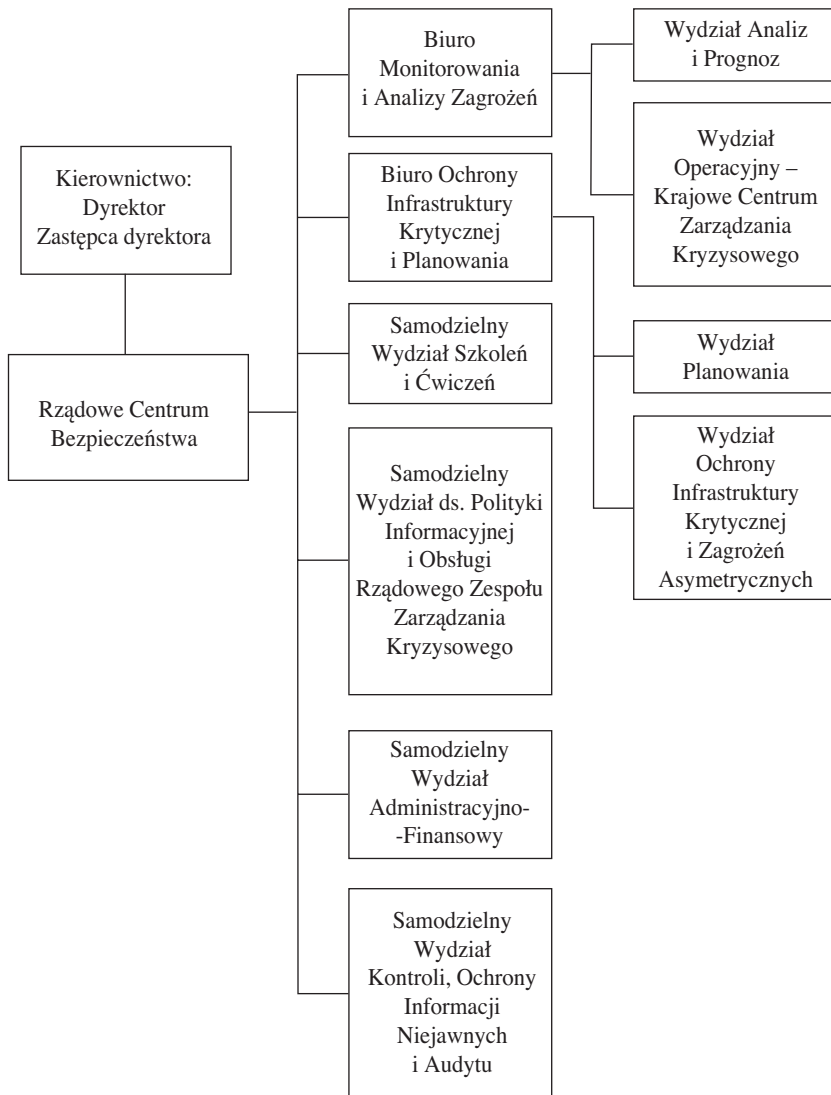 Kierownictwo:
Dyrektor
Zastępca dyrektora
Rządowe Centrum
Bezpieczeństwa
Biuro
Monitorowania
i Analizy Zagrożeń
Biuro Ochrony
Infrastruktury
Krytycznej
i Planowania
Samodzielny
Wydział Szkoleń
i Ćwiczeń
Samodzielny
Wydział ds. Polityki
Informacyjnej
i Obsługi
Rządowego Zespołu
Zarządzania
Kryzysowego
Samodzielny
Wydział
Administracyjno-
-Finansowy
Samodzielny
Wydział
Kontroli, Ochrony
Informacji
Niejawnych
i Audytu
Wydział Analiz
i Prognoz
Wydział
Operacyjny –
Krajowe Centrum
Zarządzania
Kryzysowego
Wydział
Planowania
Wydział
Ochrony
Infrastruktury
Krytycznej
i Zagrożeń
Asymetrycznych